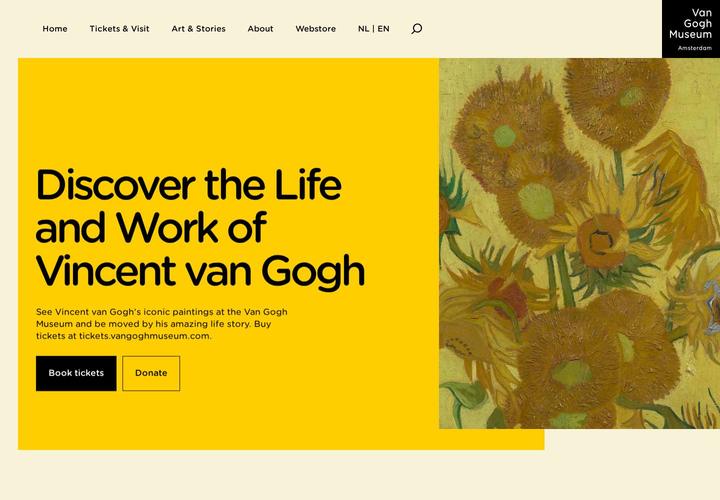 Home
Tickets & Visit
Art & Stories
About
Webstore
NL | EN
Van
Gogh
Museum
Amsterdam
Discover the Life
and Work of
Vincent van Gogh
See Vincent van Gogh's iconic paintings at the Van Gogh
Museum and be moved by his amazing life story. Buy
tickets at tickets.vangoghmuseum.com.
Book tickets
Donate